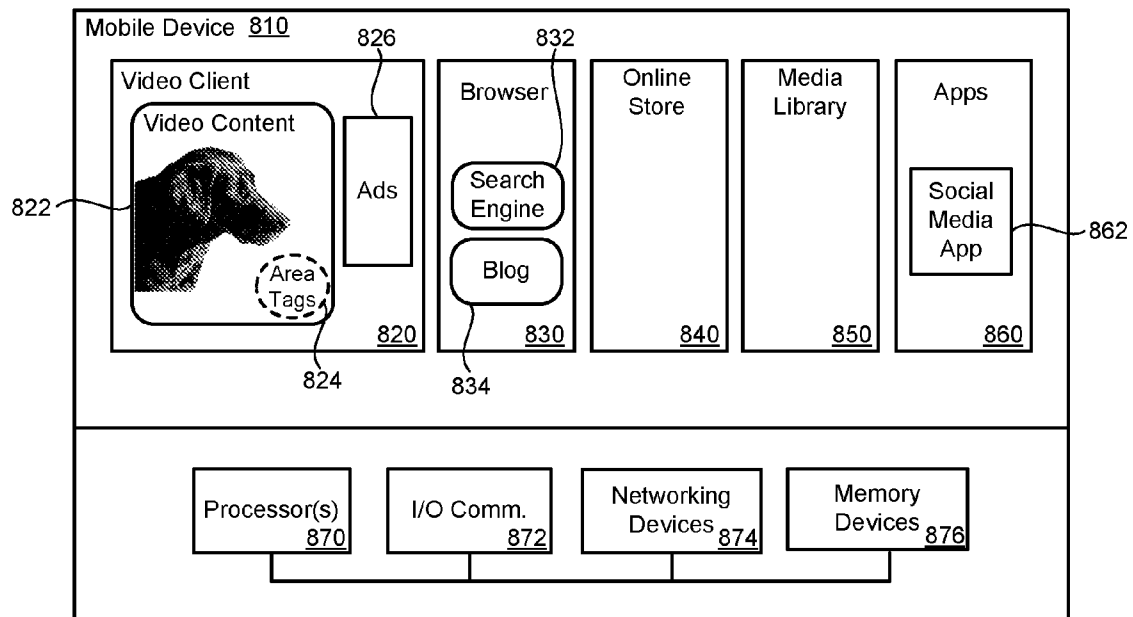 Mobile Device 810
826
832
Video Client
Video Content
822
Area
Tags
824
Ads
820
Browser
Search
Engine
Blog
830
834
Online
Store
840
Media
Library
850
Apps
Social
Media
App
862
860
Processor(s)
870
I/O Comm.
872
Networking
Devices
874
Memory
Devices
876